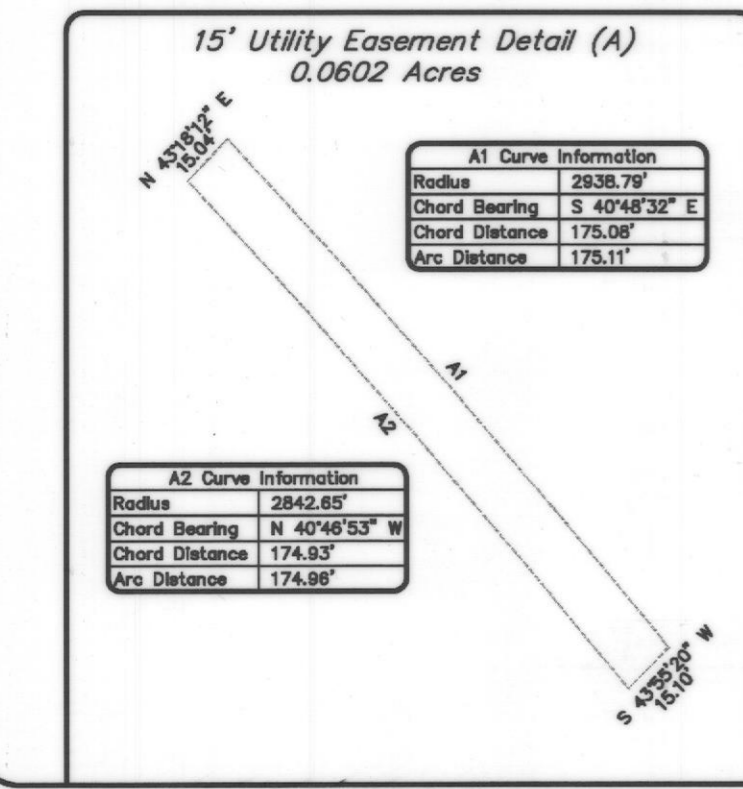 15' Utility Easement Detail (A)
0.0602 Acres
N 43°18'12" E
15.04'
A1 Curve Information
Radius 2938.79'
Chord Bearing S 40°48'32" E
Chord Distance 175.08'
Arc Distance 175.11'
A1
A2
A2 Curve Information
Radius 2842.65'
Chord Bearing N 40°46'53" W
Chord Distance 174.93'
Arc Distance 174.96'
S 43°55'20" W
15.10'